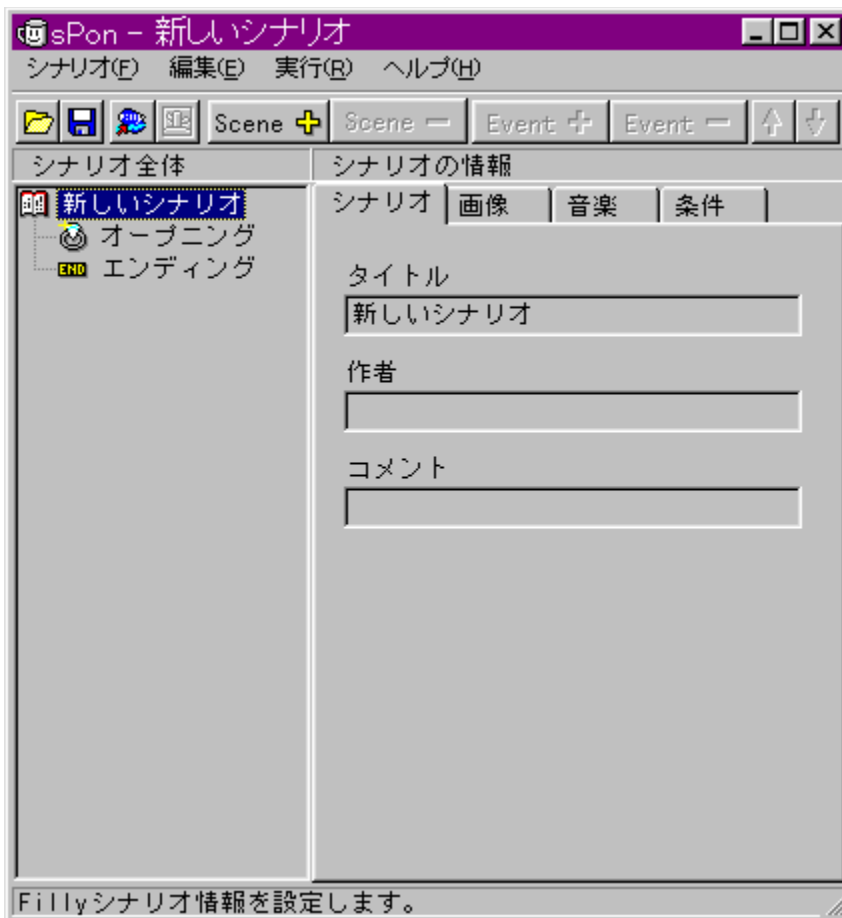 sPon - 新しいシナリオ
シナリオ(F) 編集(E) 実行(R) ヘルプ(H)
Scene Scene Event Event
シナリオ全体 シナリオの情報
新しいシナリオ
オープニング
END エンディング
シナリオ 画像 音楽 条件
タイトル
新しいシナリオ
作者
コメント
Fillyシナリオ情報を設定します。